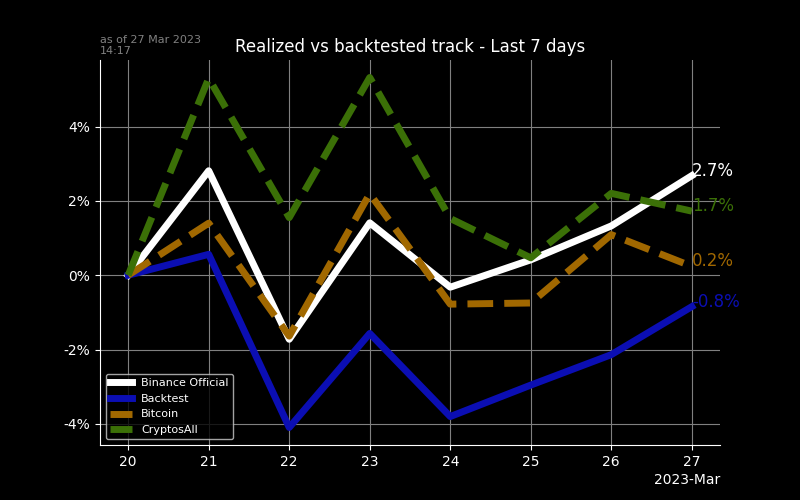 as of 27 Mar 2023
14:17
Realized vs backtested track - Last 7 days
4%
2%
0%
-2%
-4%
2.7%
1.7%
0.2%
-0.8%
Binance Official
Backtest
Bitcoin
CryptosAll
20 21 22 23 24 25 26 27
2023-Mar